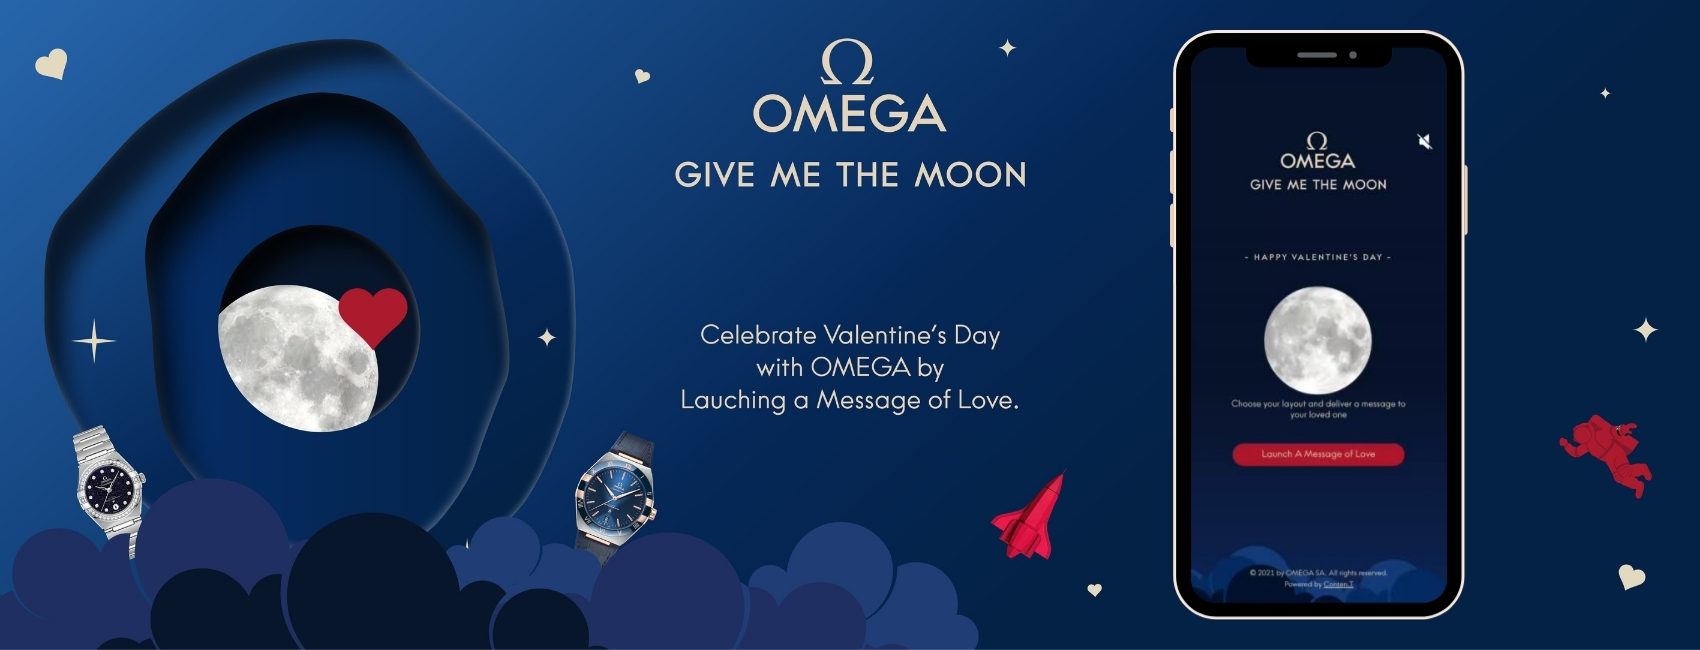 Ω
OMEGA
GIVE ME THE MOON
Celebrate Valentine's Day
with OMEGA by
Lauching a Message of Love.
Ω
OMEGA
GIVE ME THE MOON
- HAPPY VALENTINE'S DAY -
Choose your layout and deliver a message to
your loved one
Launch A Message of Love
© 2021 by OMEGA SA. All rights reserved.
Powered by Conten.T